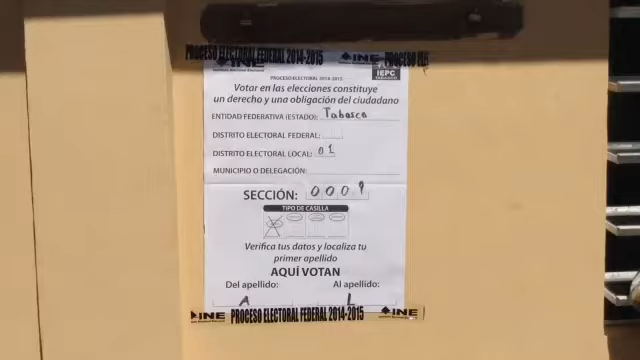 PROCESO ELECTORAL FEDERAL 2014-2015 INE
INE
IEPC
TABASCO
PROCESO ELECTORAL 2014-2015
Votar en las elecciones constituye
un derecho y una obligación del ciudadano
ENTIDAD FEDERATIVA (ESTADO): Tabasco
DISTRITO ELECTORAL FEDERAL:
DISTRITO ELECTORAL LOCAL: 01
MUNICIPIO O DELEGACIÓN:
SECCIÓN: 0001
TIPO DE CASILLA
Verifica tus datos y localiza tu
primer apellido
AQUÍ VOTAN
Del apellido: Al apellido:
A L
INE PROCESO ELECTORAL FEDERAL 2014-2015 INE